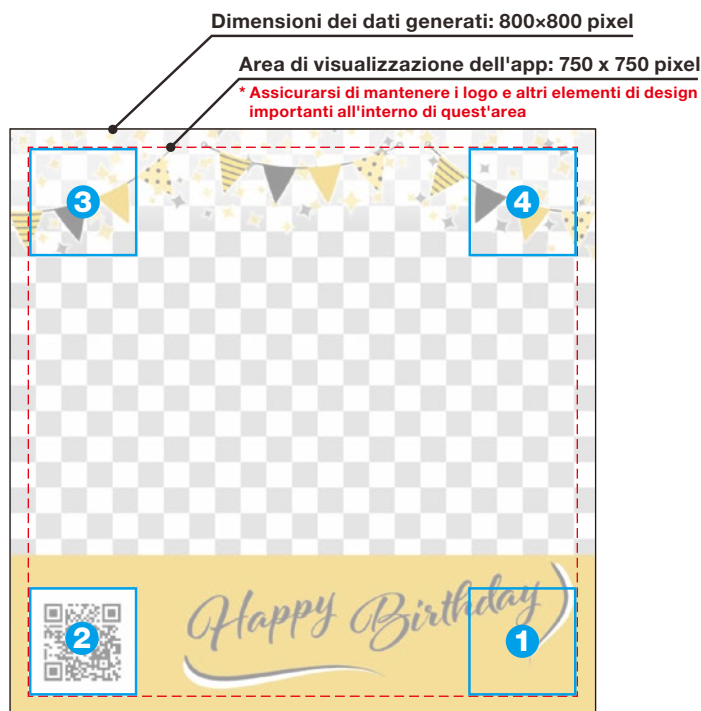 Dimensioni dei dati generati: 800×800 pixel
Area di visualizzazione dell'app: 750 x 750 pixel
* Assicurarsi di mantenere i logo e altri elementi di design
importanti all'interno di quest'area
3
4
Happy Birthday
2
1